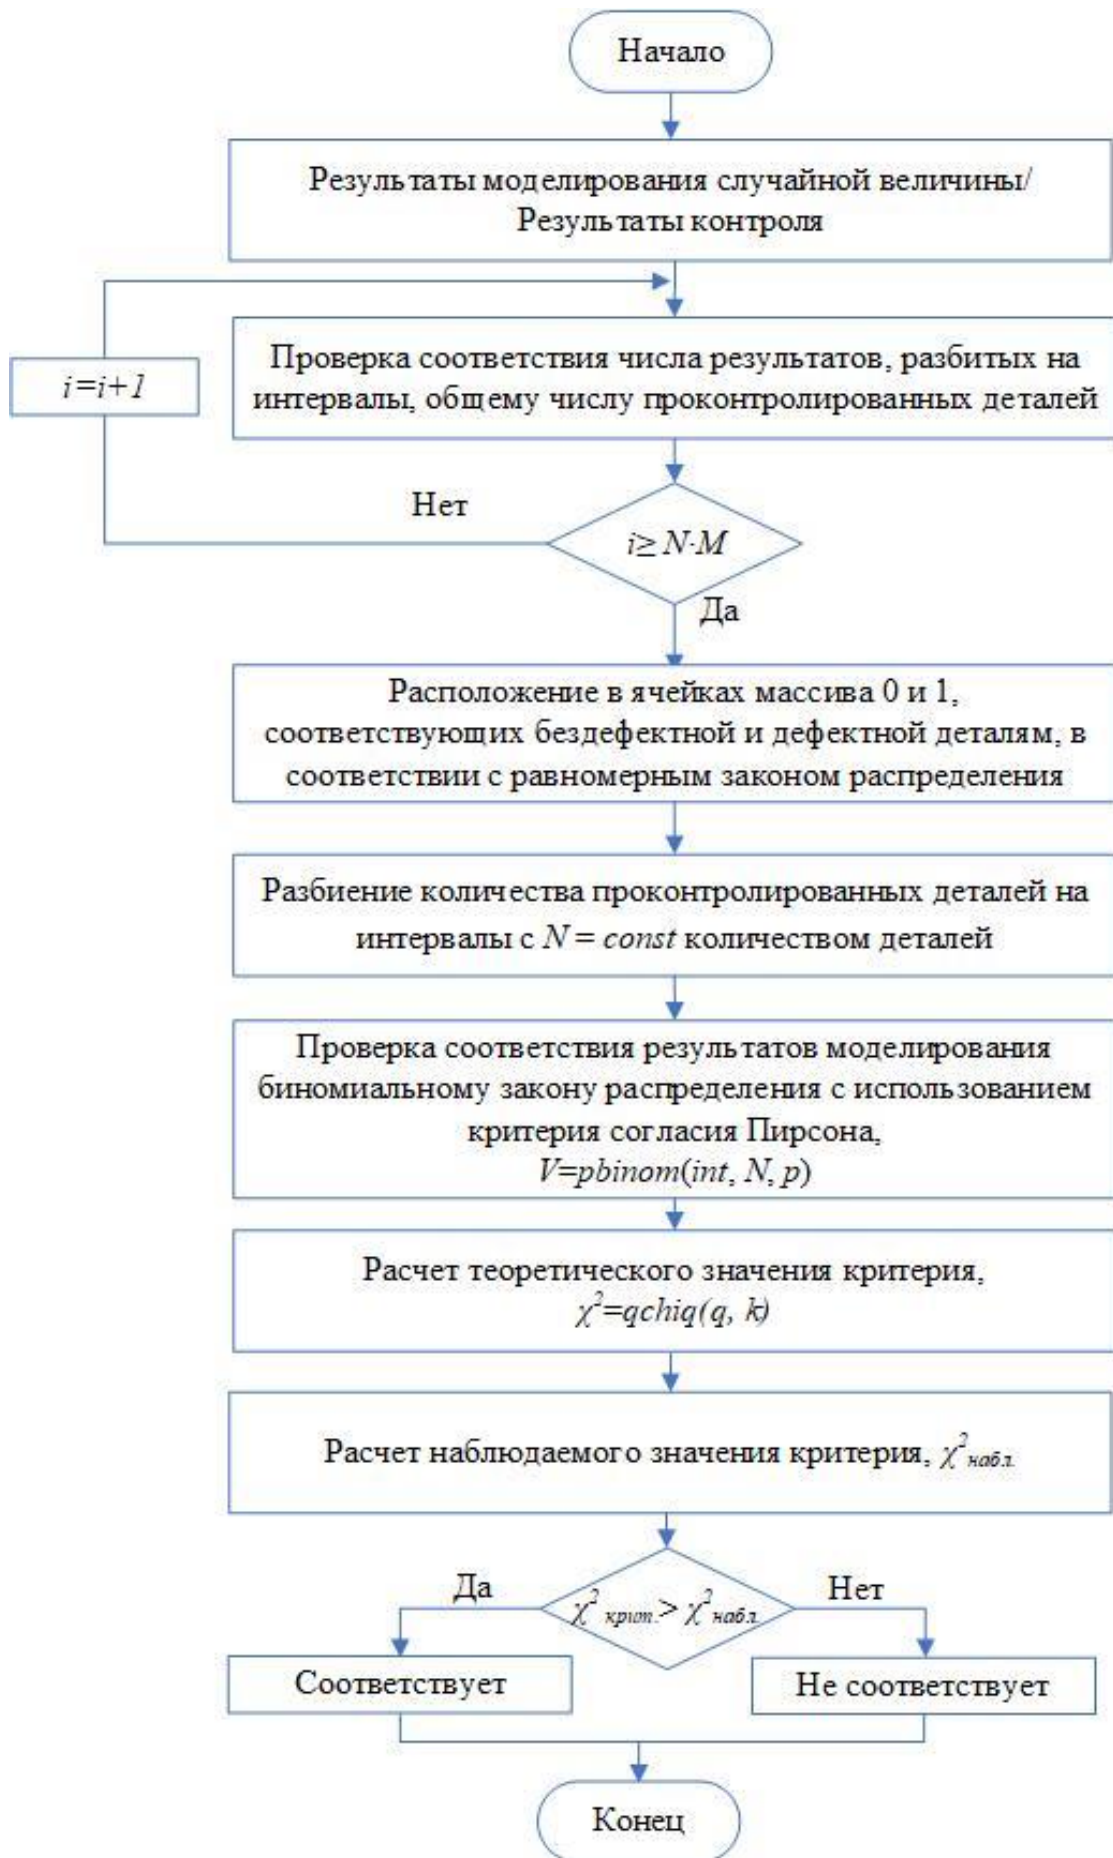 Начало
Результаты моделирования случайной величины/
Результаты контроля
Проверка соответствия числа результатов, разбитых на
интервалы, общему числу проконтролированных деталей
i=i+1
Нет
i≥ N·M
Да
Расположение в ячейках массива 0 и 1,
соответствующих бездефектной и дефектной деталям, в
соответствии с равномерным законом распределения
Разбиение количества проконтролированных деталей на
интервалы с N = const количеством деталей
Проверка соответствия результатов моделирования
биномиальному закону распределения с использованием
критерия согласия Пирсона,
V=pbinom(int, N, p)
Расчет теоретического значения критерия,
χ²=qchiq(q, k)
Расчет наблюдаемого значения критерия, χ²набл.
Да
Нет
χ² крит.> χ²набл.
Соответствует
Не соответствует
Конец